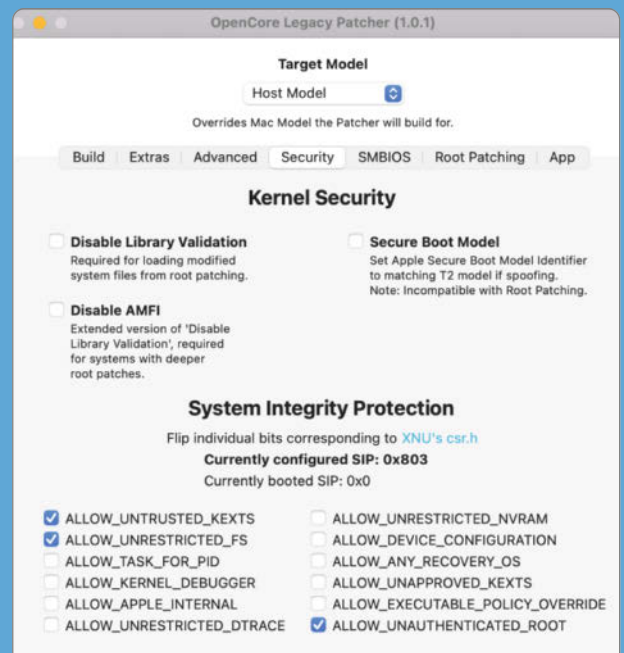 OpenCore Legacy Patcher (1.0.1)
Target Model
Host Model
Overrides Mac Model the Patcher will build for.
Build Extras Advanced Security SMBIOS Root Patching App
Kernel Security
Disable Library Validation
Required for loading modified
system files from root patching.
Disable AMFI
Extended version of 'Disable
Library Validation', required
for systems with deeper
root patches.
Secure Boot Model
Set Apple Secure Boot Model Identifier
to matching T2 model if spoofing.
Note: Incompatible with Root Patching.
System Integrity Protection
Flip individual bits corresponding to XNU's csr.h
Currently configured SIP: 0x803
Currently booted SIP: 0x0
ALLOW_UNTRUSTED_KEXTS
ALLOW_UNRESTRICTED_FS
ALLOW_TASK_FOR_PID
ALLOW_KERNEL_DEBUGGER
ALLOW_APPLE_INTERNAL
ALLOW_UNRESTRICTED_DTRACE
ALLOW_UNRESTRICTED_NVRAM
ALLOW_DEVICE_CONFIGURATION
ALLOW_ANY_RECOVERY_OS
ALLOW_UNAPPROVED_KEXTS
ALLOW_EXECUTABLE_POLICY_OVERRIDE
ALLOW_UNAUTHENTICATED_ROOT